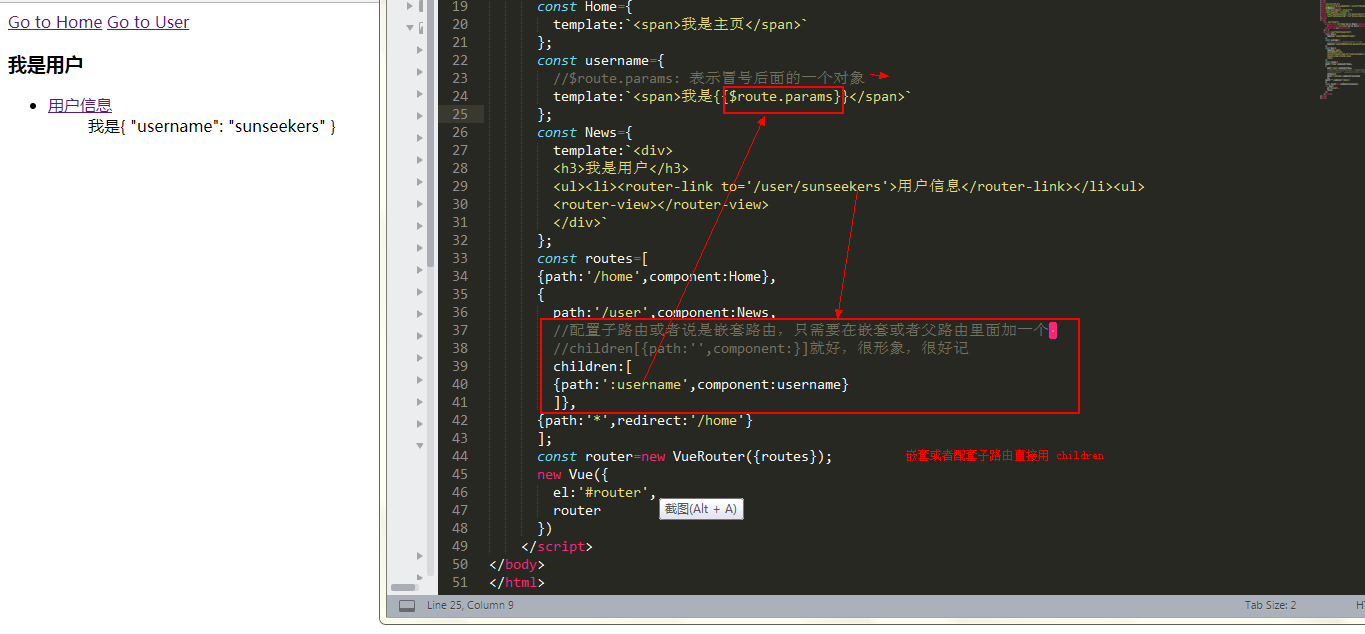 Go to Home Go to User
我是用户
用户信息
我是{ "username": "sunseekers" }
19 const Home={
20 template:`<span>我是主页</span>`
21 };
22 const username={
23 //$route.params: 表示冒号后面的一个对象
24 template:`<span>我是{{$route.params}}</span>`
25 };
26 const News={
27 template:`<div>
28 <h3>我是用户</h3>
29 <ul><li><router-link to='/user/sunseekers'>用户信息</router-link></li><ul>
30 <router-view></router-view>
31 </div>`
32 };
33 const routes=[
34 {path:'/home',component:Home},
35 {
36 path:'/user',component:News,
37 //配置子路由或者说是嵌套路由，只需要在嵌套或者父路由里面加一个
38 //children[{path:'',component:}]就好，很形象，很好记
39 children:[
40 {path:':username',component:username}
41 ]},
42 {path:'*',redirect:'/home'}
43 ];
44 const router=new VueRouter({routes});
嵌套或者配套子路由直接用 children
45 new Vue({
46 el:'#router',
47 router
截图(Alt + A)
48 })
49 </script>
50 </body>
51 </html>
Line 25, Column 9
Tab Size: 2